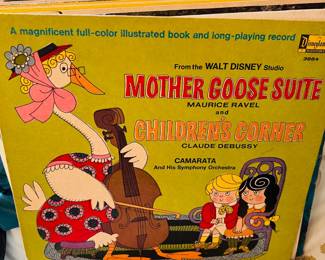 A magnificent full-color illustrated book and long-playing record
Disneyland
From the WALT DISNEY Studio
MOTHER GOOSE SUITE
MAURICE RAVEL
and
CHILDREN'S CORNER
CLAUDE DEBUSSY
CAMARATA
And His Symphony Orchestra